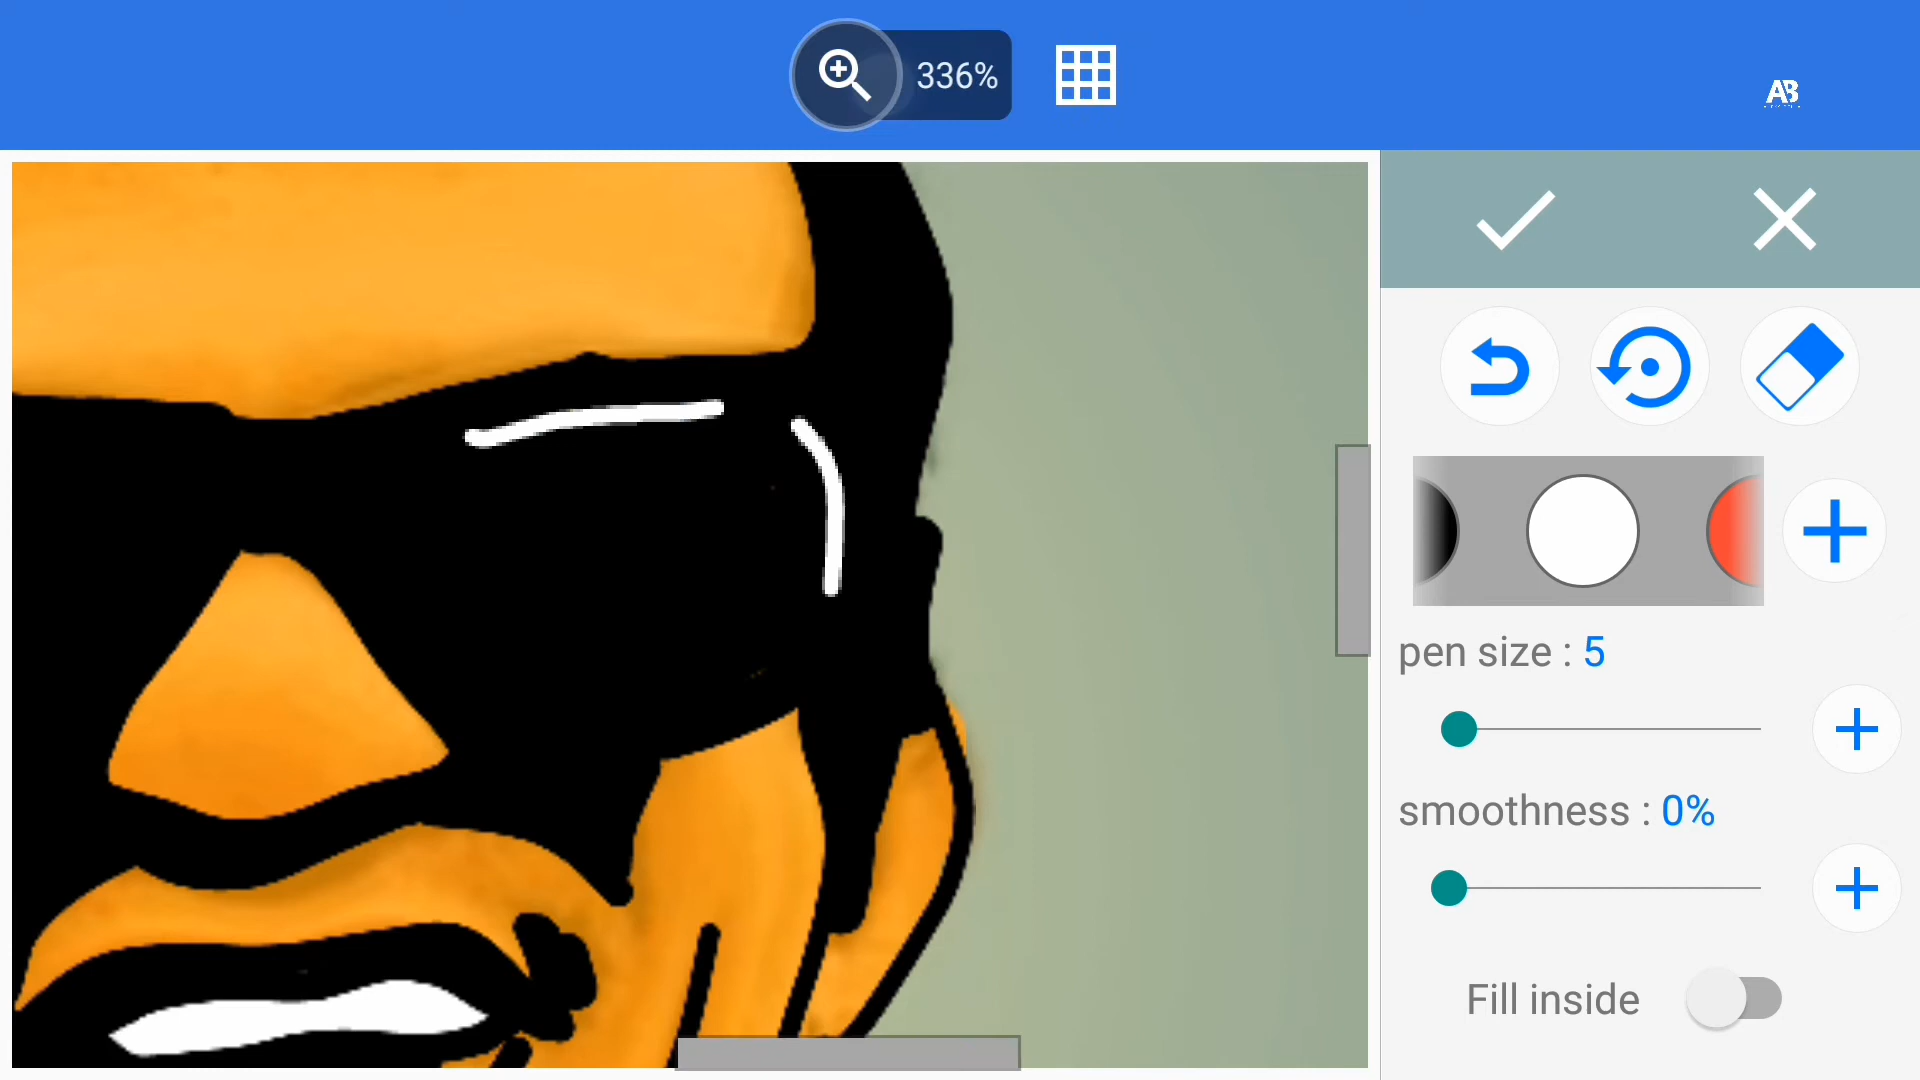 336%
AB
pen size : 5
smoothness : 0%
Fill inside